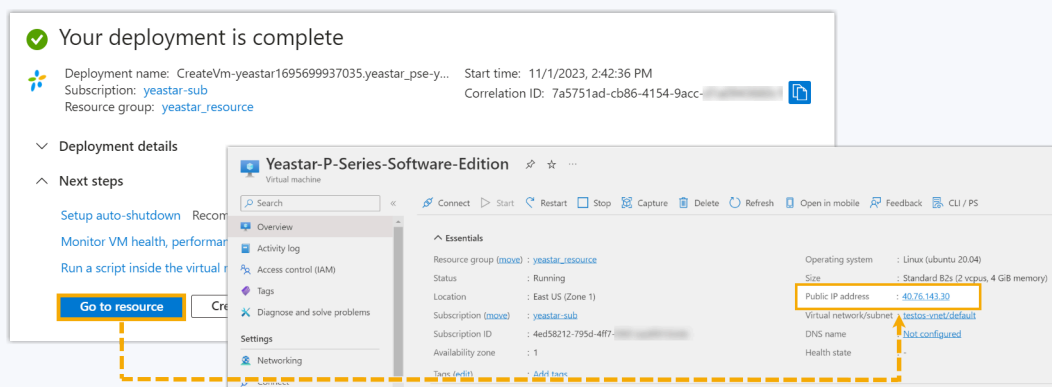 Your deployment is complete
Deployment name: CreateVm-yeastar1695699937035.yeastar_pse-y...
Subscription: yeastar-sub
Resource group: yeastar_resource
Start time: 11/1/2023, 2:42:36 PM
Correlation ID: 7a5751ad-cb86-4154-9acc-
Deployment details
Next steps
Setup auto-shutdown Recom
Monitor VM health, performan
Run a script inside the virtual
Go to resource
Cre
Yeastar-P-Series-Software-Edition
Virtual machine
Search
Connect Start Restart Stop Capture Delete Refresh Open in mobile Feedback CLI / PS
Overview
Activity log
Access control (IAM)
Tags
Diagnose and solve problems
Settings
Networking
Connect
Essentials
Resource group (move) : yeastar_resource
Status : Running
Location : East US (Zone 1)
Subscription (move) : yeastar-sub
Subscription ID : 4ed58212-795d-4ff7-
Availability zone : 1
Tags (edit) : Add tags
Operating system : Linux (ubuntu 20.04)
Size : Standard B2s (2 vcpus, 4 GiB memory)
Public IP address : 40.76.143.30
Virtual network/subnet : testos-vnet/default
DNS name : Not configured
Health state : -